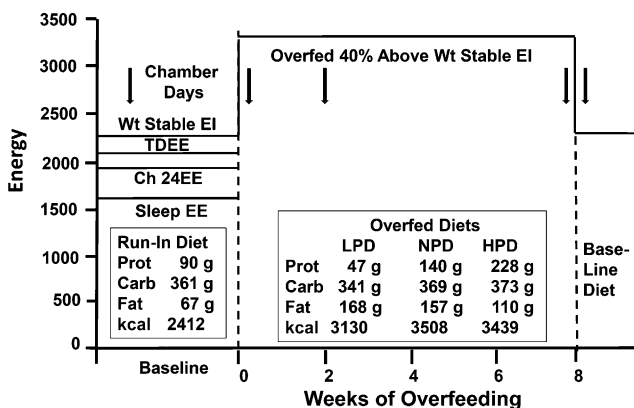 3500
3000
2500
2000
1500
1000
500
0
Energy
Chamber
Days
Overfed 40% Above Wt Stable EI
Wt Stable EI
TDEE
Ch 24EE
Sleep EE
Run-In Diet
Prot 90 g
Carb 361 g
Fat 67 g
kcal 2412
Overfed Diets
LPD NPD HPD
Prot 47 g 140 g 228 g
Carb 341 g 369 g 373 g
Fat 168 g 157 g 110 g
kcal 3130 3508 3439
Base-
Line
Diet
Baseline
0 2 4 6 8
Weeks of Overfeeding